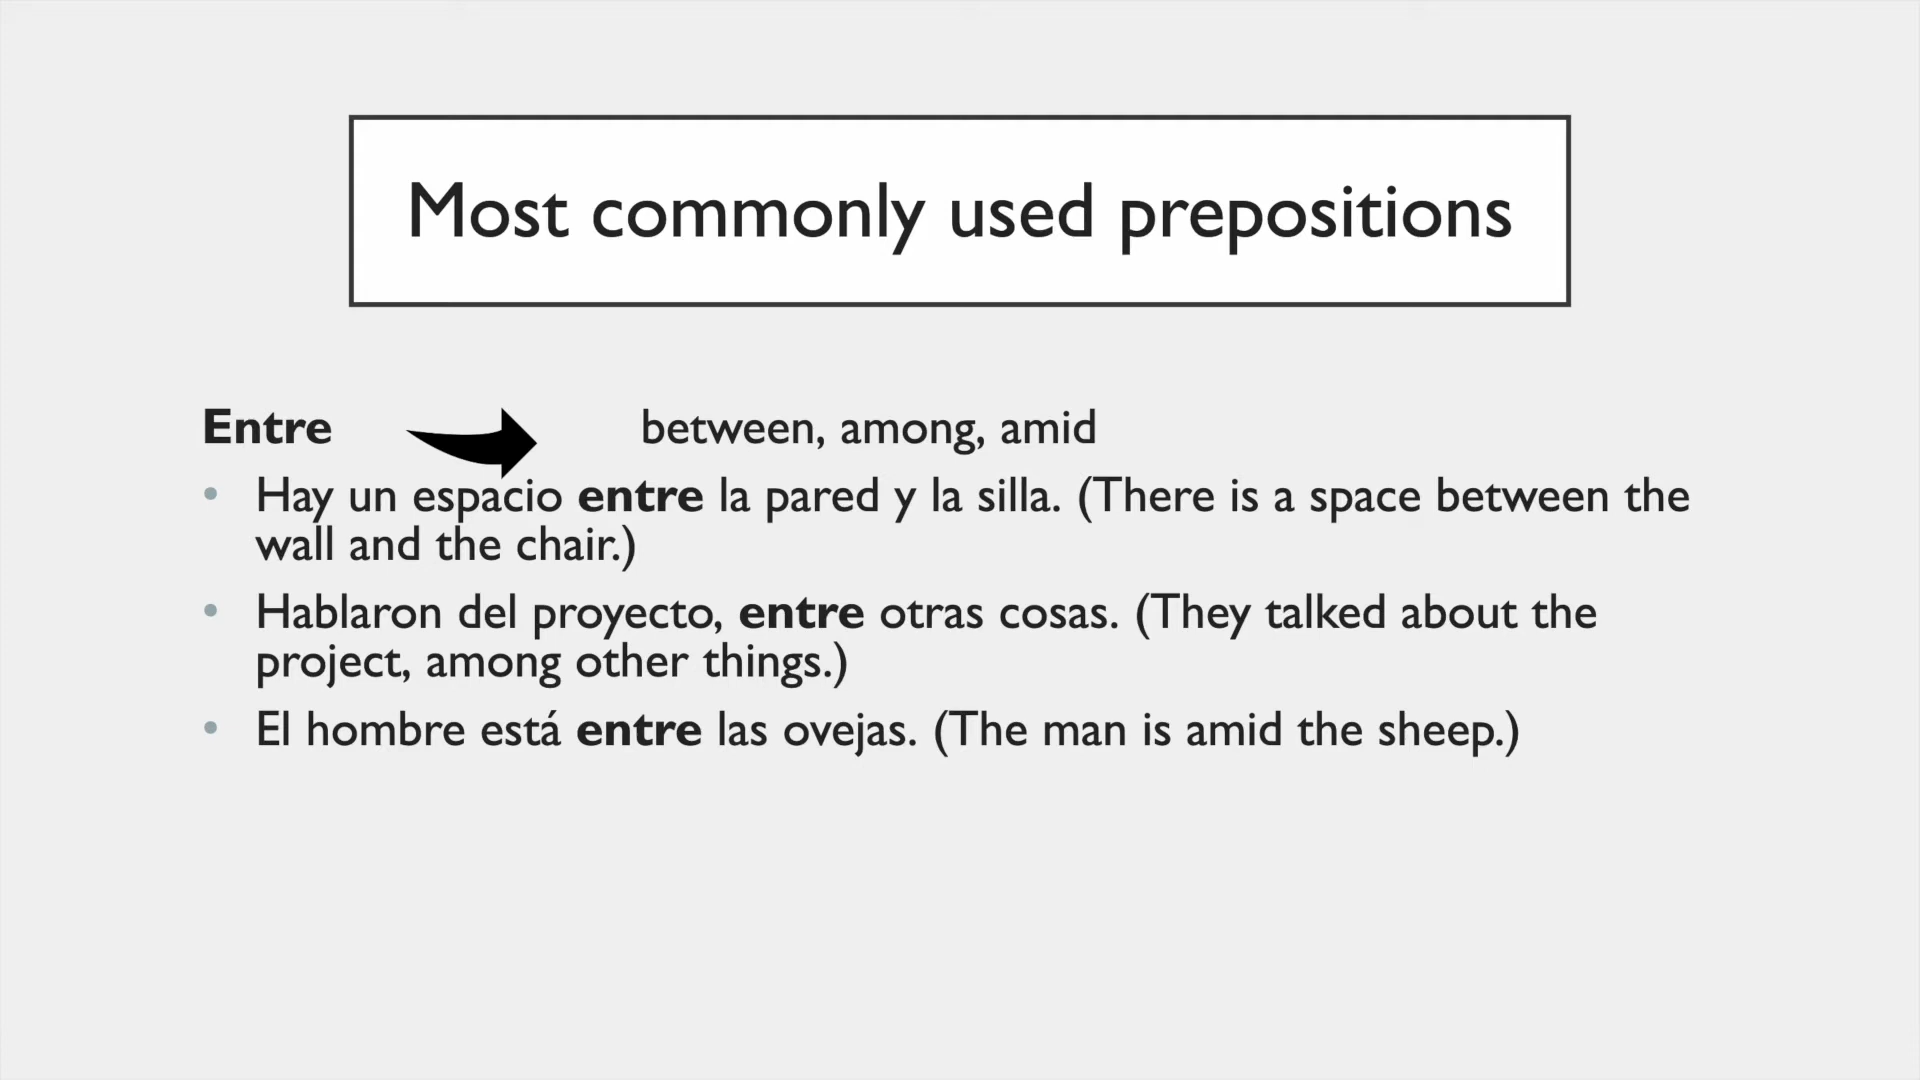 Most commonly used prepositions
Entre between, among, amid
• Hay un espacio entre la pared y la silla. (There is a space between the
wall and the chair.)
• Hablaron del proyecto, entre otras cosas. (They talked about the
project, among other things.)
• El hombre está entre las ovejas. (The man is amid the sheep.)